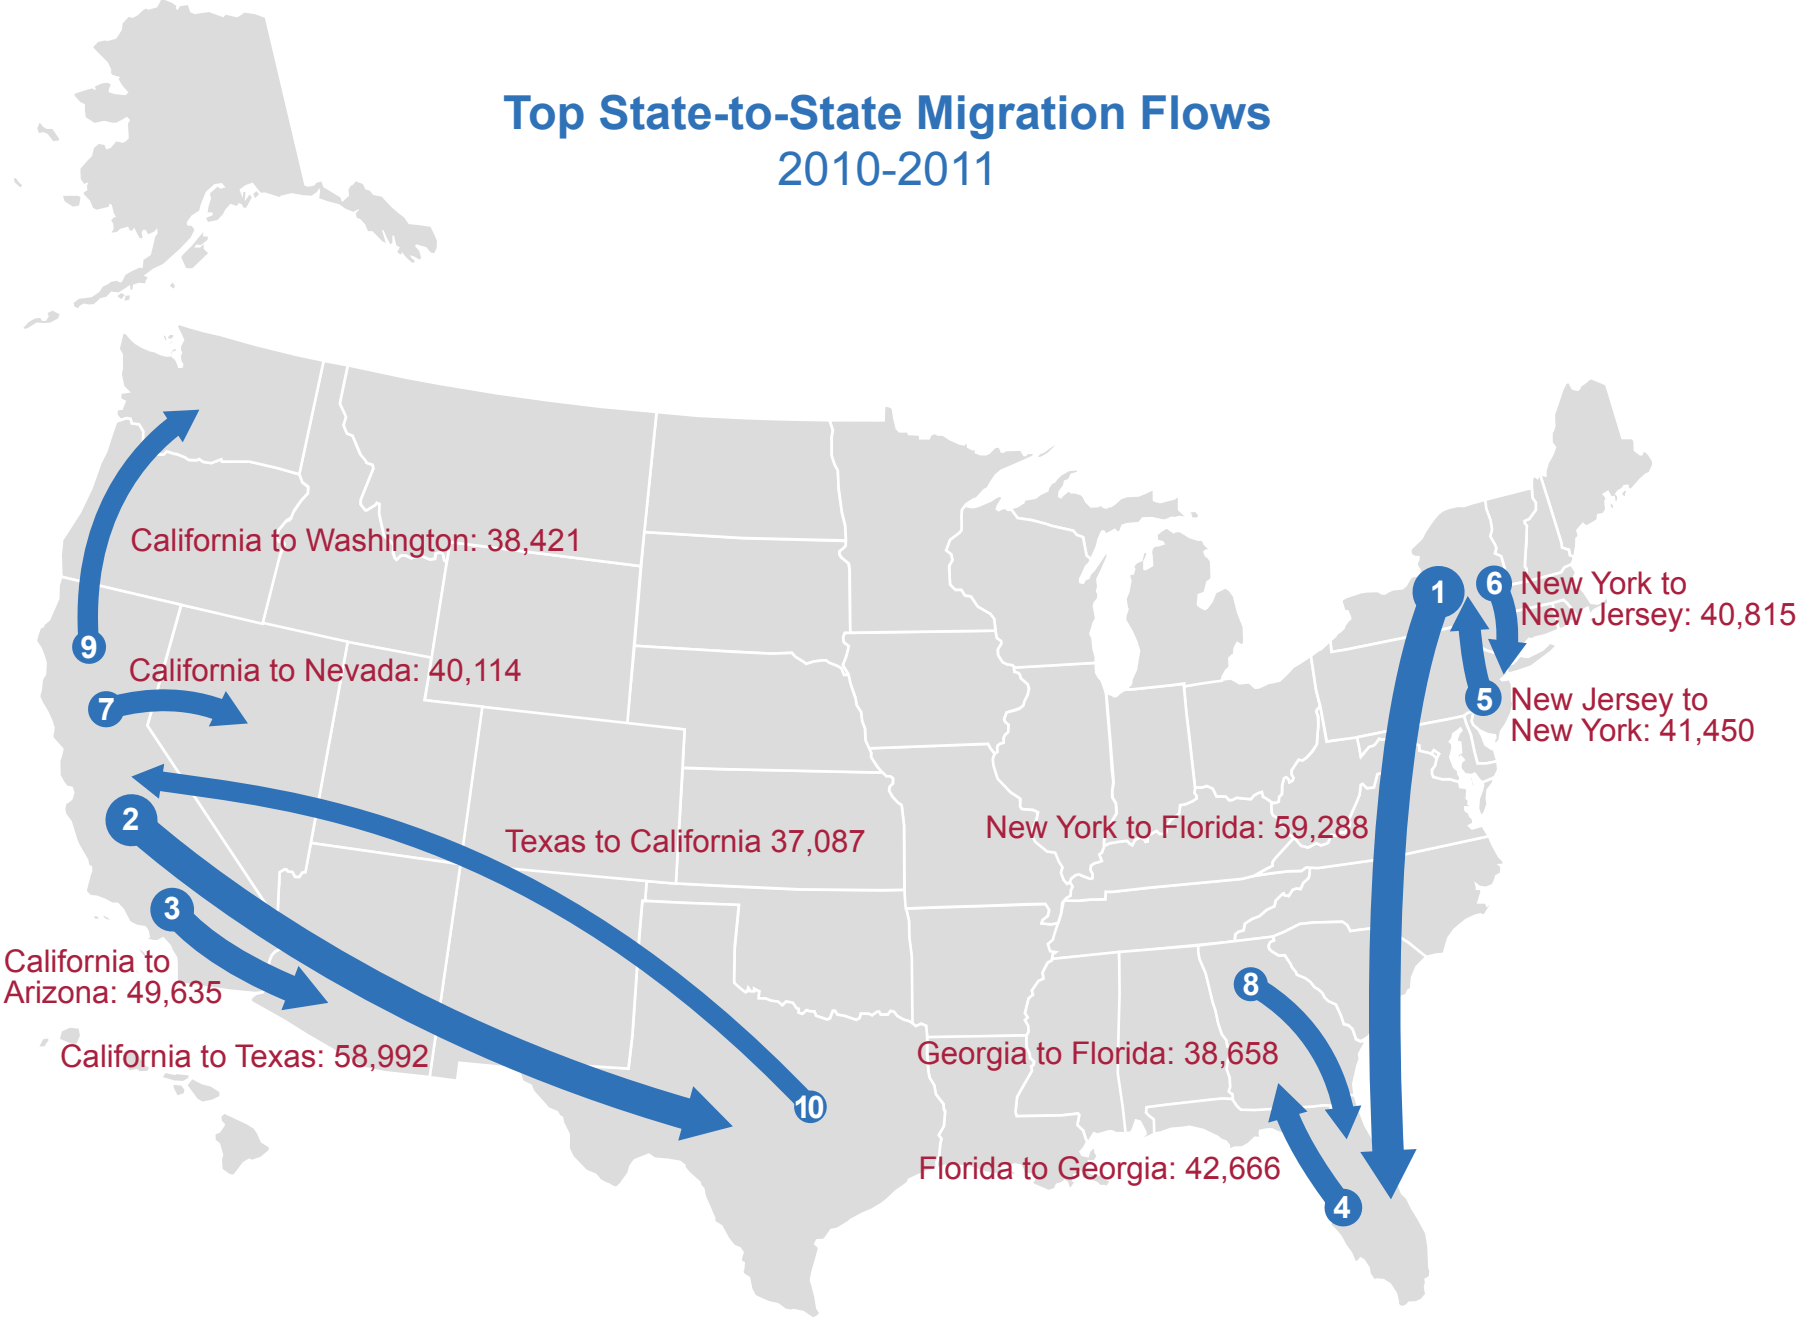 Top State-to-State Migration Flows
2010-2011
California to Washington: 38,421
9
California to Nevada: 40,114
7
2
Texas to California 37,087
3
California to
Arizona: 49,635
California to Texas: 58,992
10
1
6
New York to
New Jersey: 40,815
5
New Jersey to
New York: 41,450
New York to Florida: 59,288
8
Georgia to Florida: 38,658
Florida to Georgia: 42,666
4